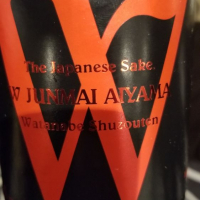 The Japanese Sake.
W JUNMAI AIYAMA
Watanabe Shuzouten
W